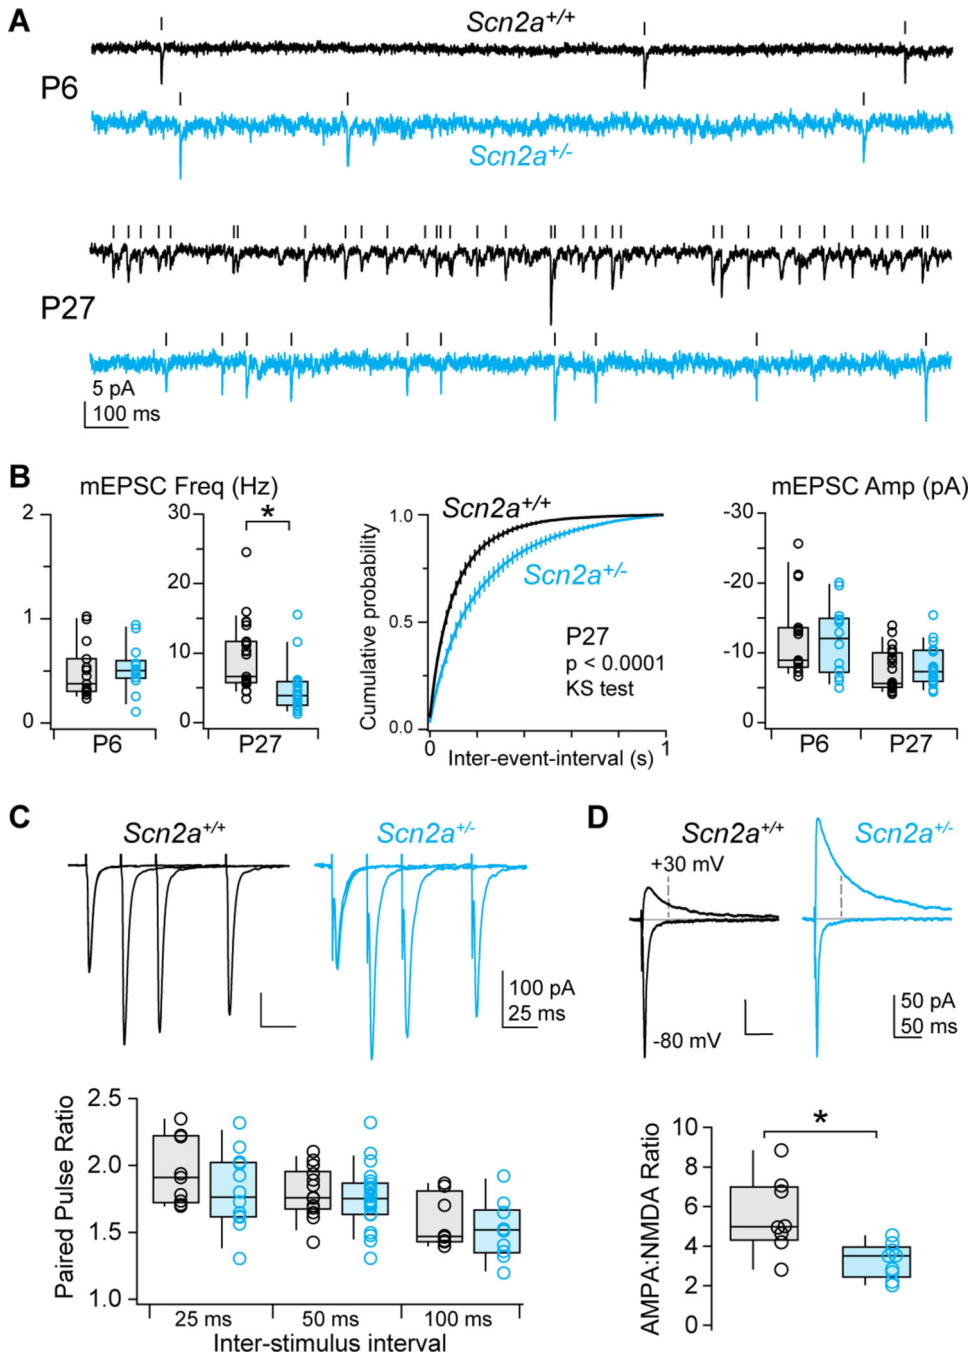 A
Scn2a+/+
P6
Scn2a+/-
P27
5 pA
100 ms
B
mEPSC Freq (Hz)
2
1
0
P6
30
20
10
0
*
P27
Cumulative probability
1.0
0.5
0.0
Scn2a+/+
Scn2a+/-
P27
p < 0.0001
KS test
0
1
Inter-event-interval (s)
mEPSC Amp (pA)
-30
-20
-10
0
P6
P27
C
Scn2a+/+
Scn2a+/-
100 pA
25 ms
Paired Pulse Ratio
2.5
2.0
1.5
1.0
25 ms
50 ms
100 ms
Inter-stimulus interval
D
Scn2a+/+
Scn2a+/-
+30 mV
-80 mV
50 pA
50 ms
AMPA:NMDA Ratio
10
8
6
4
2
0
*